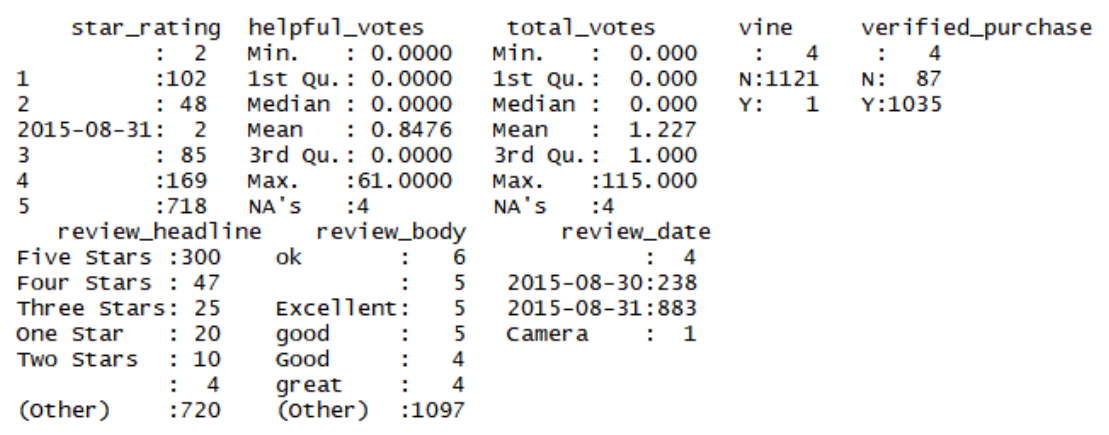 star_rating  helpful_votes      total_votes      vine     verified_purchase
          :  2   Min.   : 0.0000   Min.   :  0.000    :   4    :   4
1         :102   1st Qu.: 0.0000   1st Qu.:  0.000   N:1121   N:  87
2         : 48   Median : 0.0000   Median :  0.000   Y:   1   Y:1035
2015-08-31:  2   Mean   : 0.8476   Mean   :  1.227
3         : 85   3rd Qu.: 0.0000   3rd Qu.:  1.000
4         :169   Max.   :61.0000   Max.   :115.000
5         :718   NA's   :4         NA's   :4
   review_headline    review_body       review_date
Five Stars :300    ok       :   6             :  4
Four Stars : 47             :   5   2015-08-30:238
Three Stars: 25    Excellent:   5   2015-08-31:883
One Star   : 20    good     :   5   Camera    :  1
Two Stars  : 10    Good     :   4
           :  4    great    :   4
(Other)    :720    (Other)  :1097